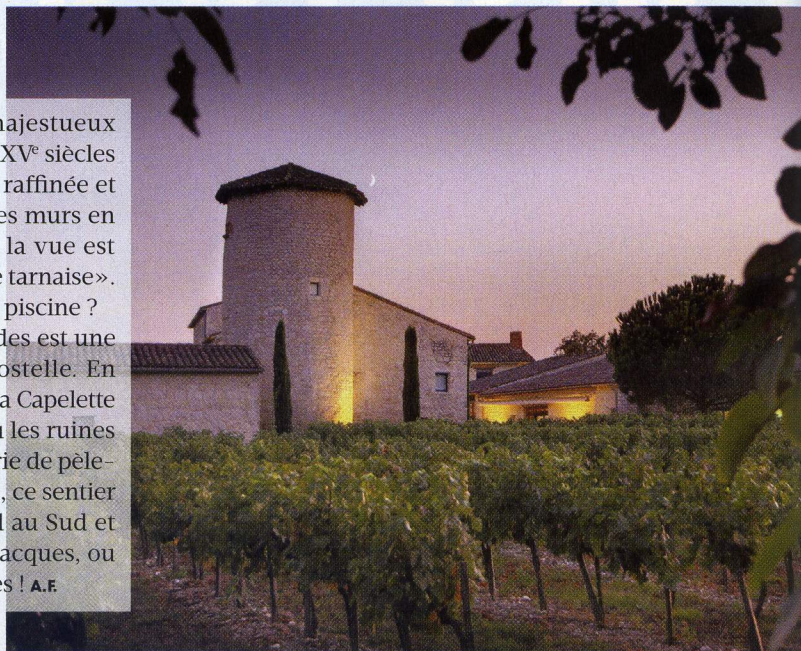 majestueux
XVe siècles
raffinée et
es murs en
la vue est
tarnaise».
piscine ?
des est une
ostelle. En
a Capelette
les ruines
rie de pèle-
, ce sentier
l au Sud et
acques, ou
es ! A.F.